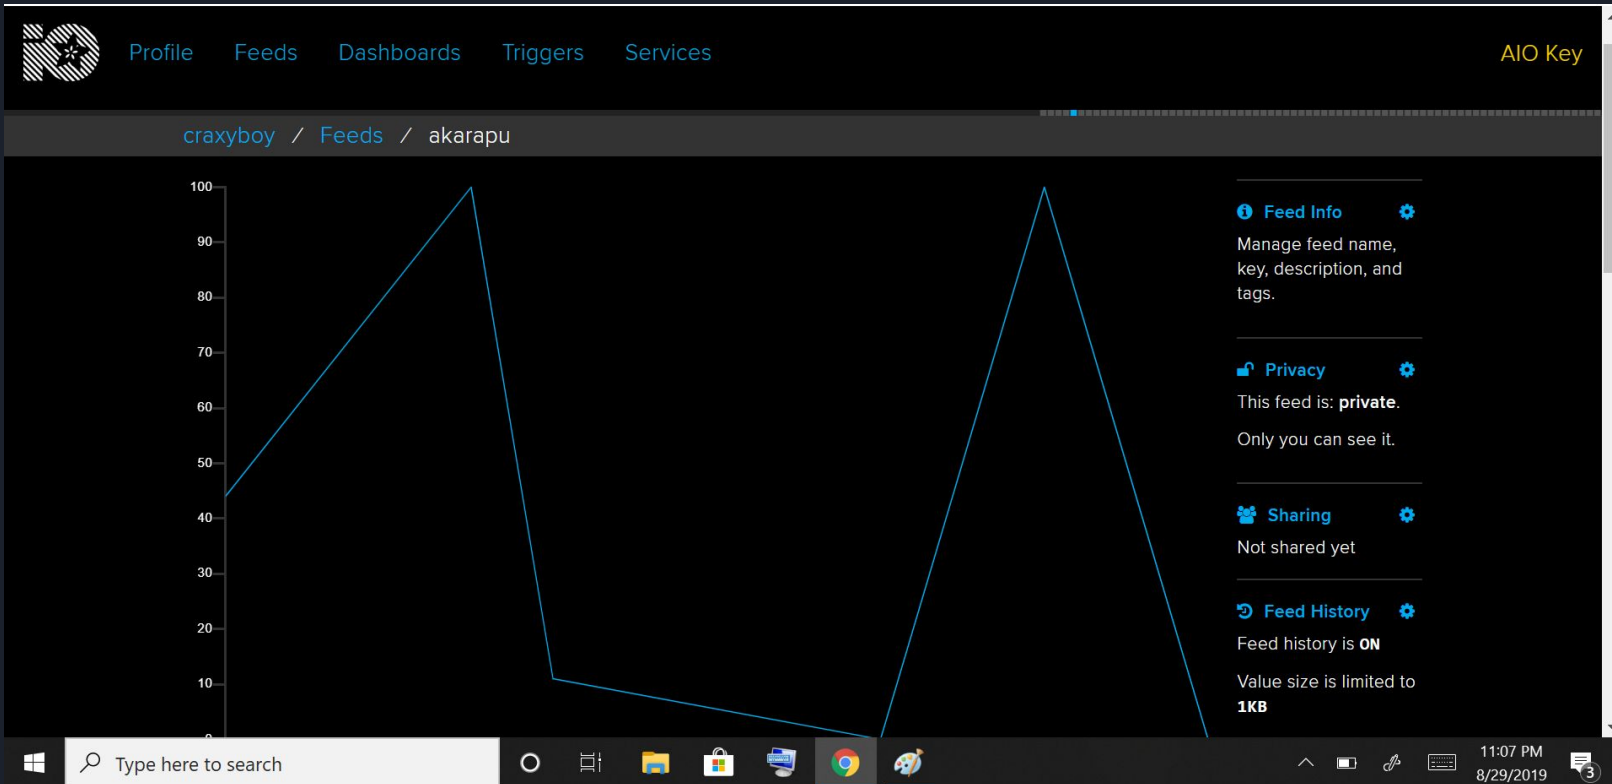 Profile Feeds Dashboards Triggers Services AIO Key
craxyboy / Feeds / akarapu
100
90
80
70
60
50
40
30
20
10
Feed Info
Manage feed name,
key, description, and
tags.
Privacy
This feed is: private.
Only you can see it.
Sharing
Not shared yet
Feed History
Feed history is ON
Value size is limited to
1KB
Type here to search
11:07 PM
8/29/2019
3